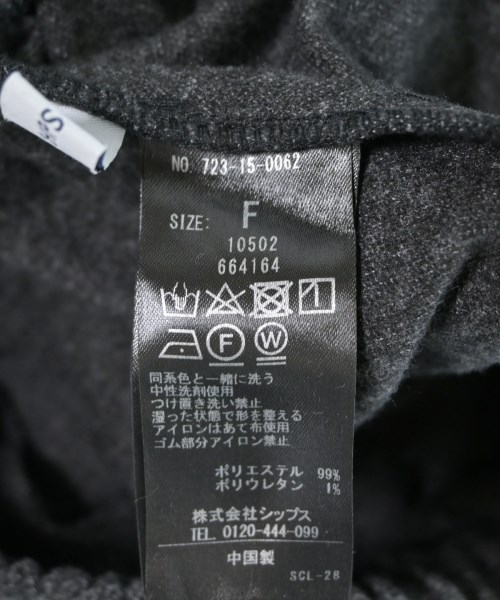 NO. 723-15-0062
SIZE: F
10502
664164
F W
同系色と一緒に洗う
中性洗剤使用
つけ置き洗い禁止
湿った状態で形を整える
アイロンはあて布使用
ゴム部分アイロン禁止
ポリエステル 99%
ポリウレタン 1%
株式会社シップス
TEL 0120-444-099
中国製
SCL-28